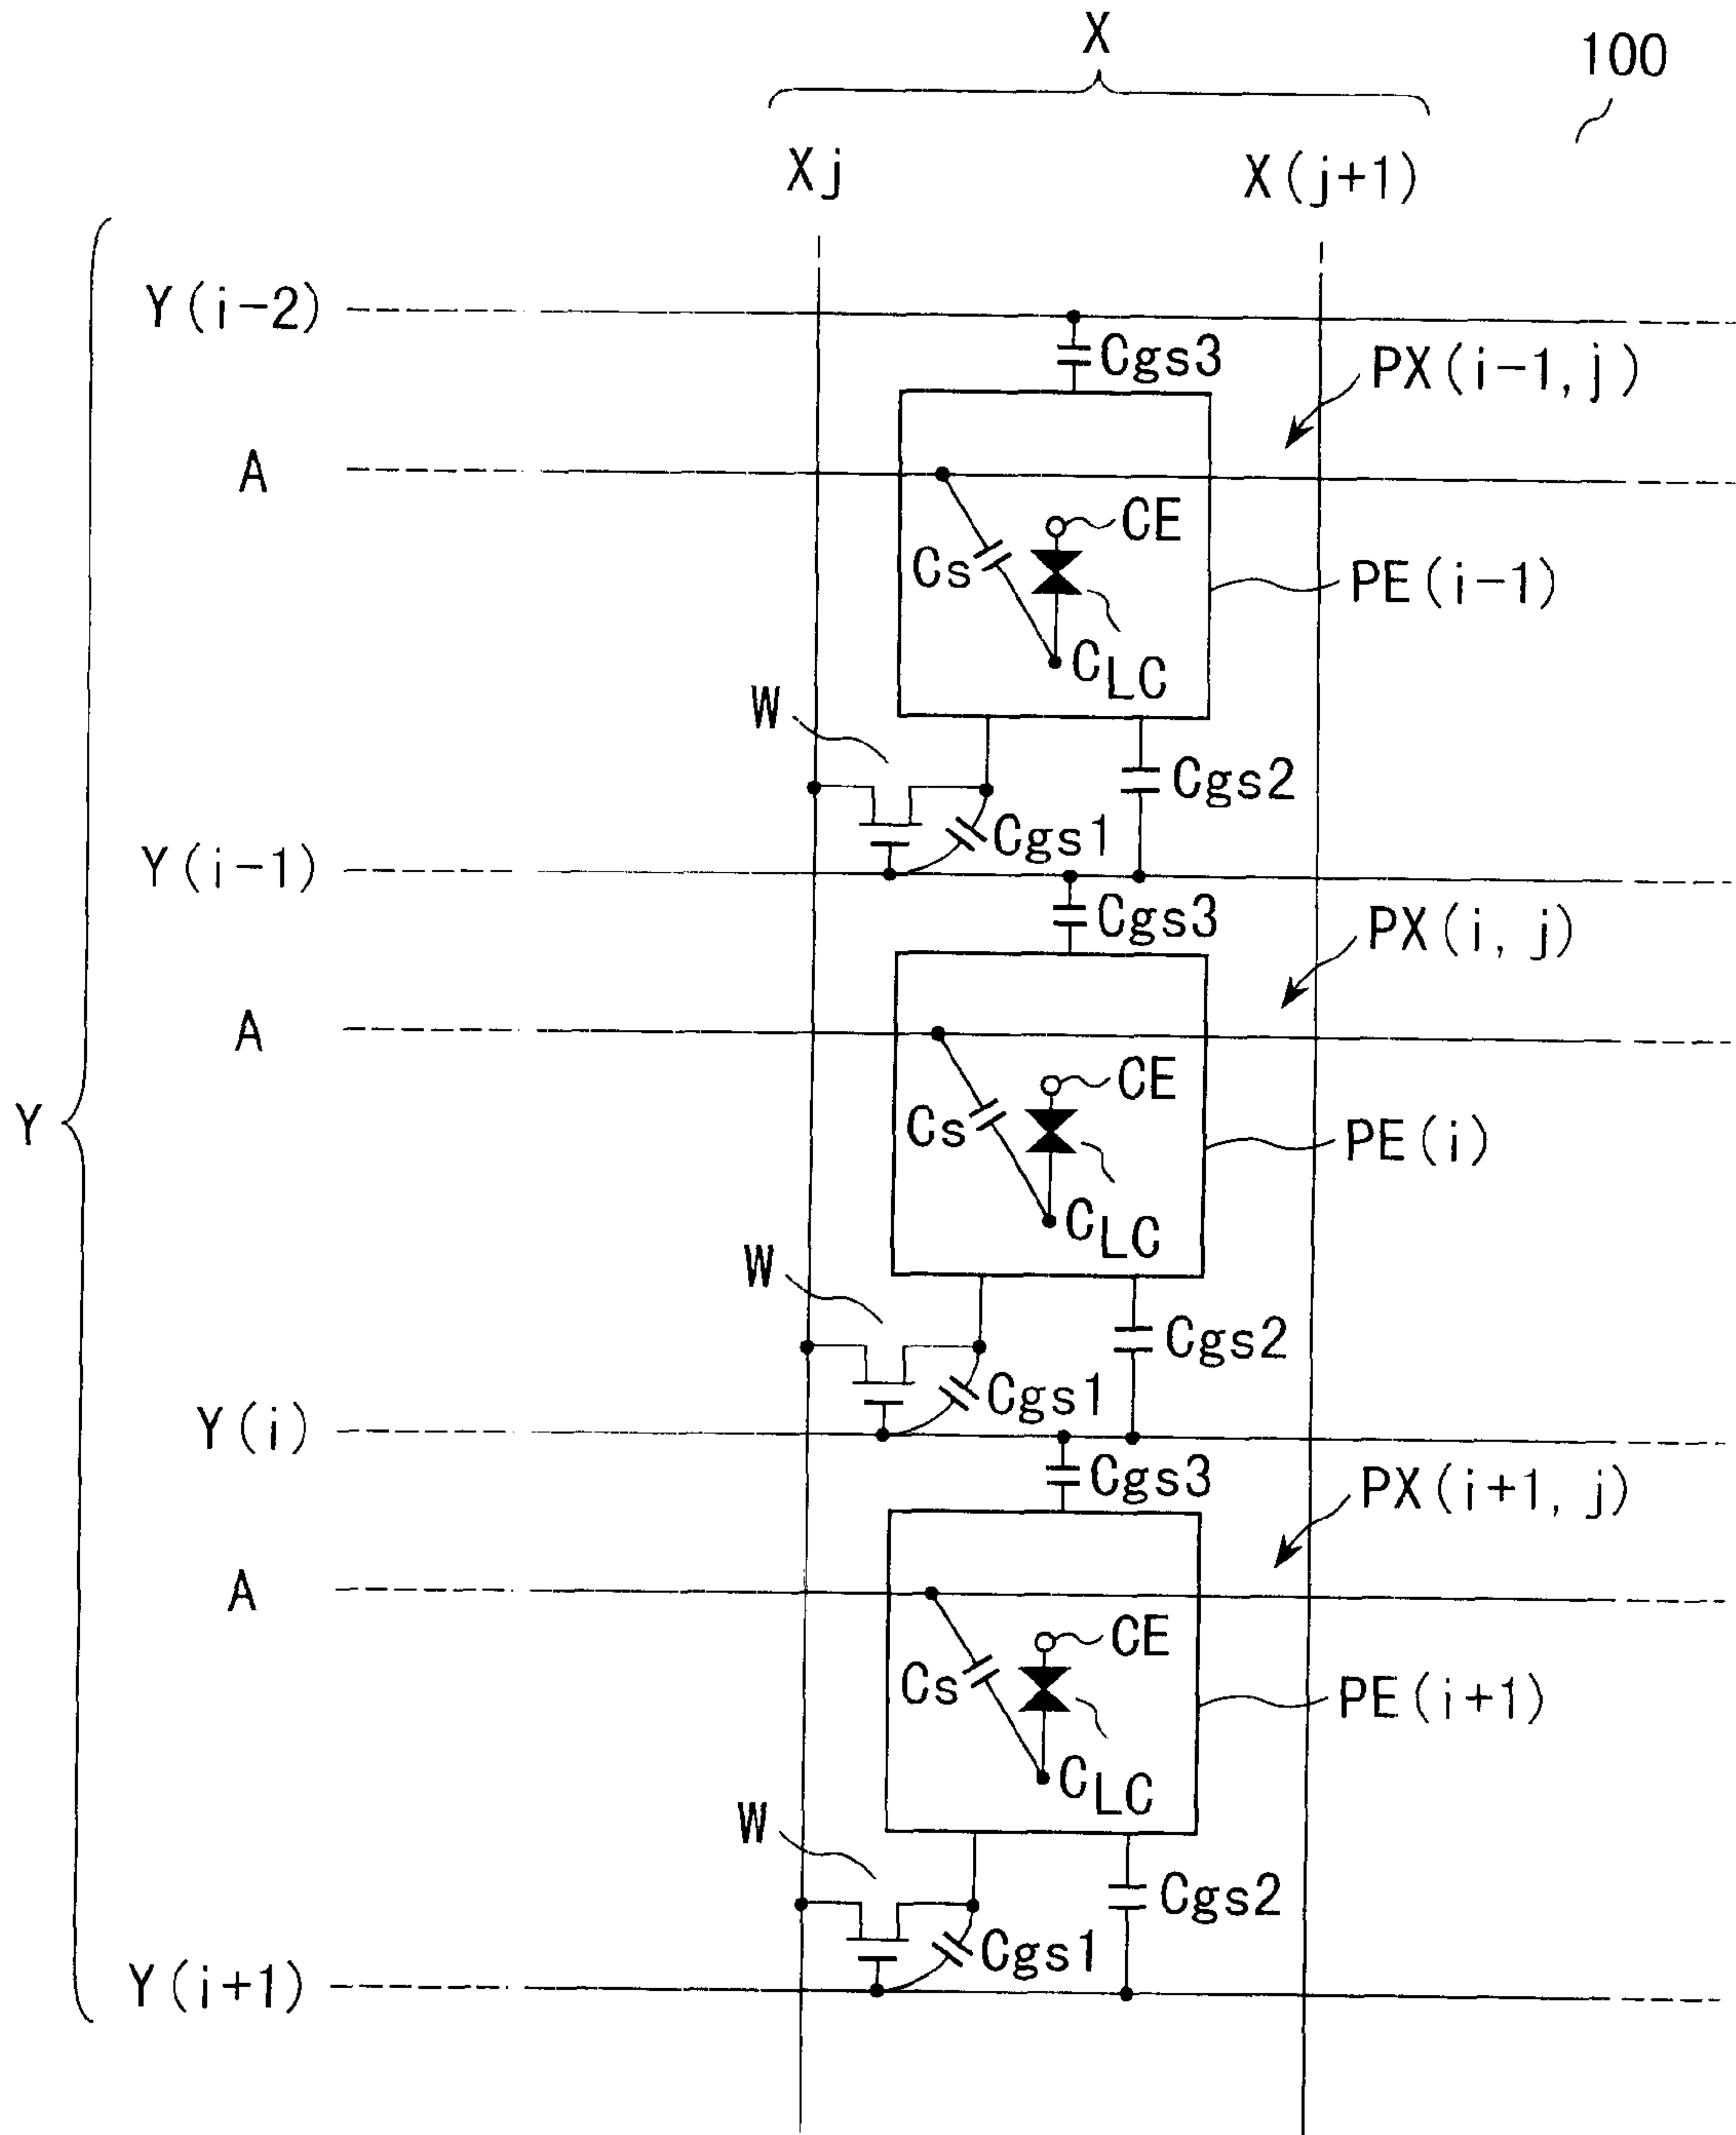 X
100
Xj
X(j+1)
Y(i-2)
Cgs3
PX(i-1, j)
A
CE
Cs
PE(i-1)
CLC
W
Cgs2
Cgs1
Y(i-1)
Cgs3
PX(i, j)
A
CE
Y
Cs
PE(i)
CLC
W
Cgs2
Cgs1
Y(i)
Cgs3
PX(i+1, j)
A
CE
Cs
PE(i+1)
CLC
W
Cgs2
Cgs1
Y(i+1)